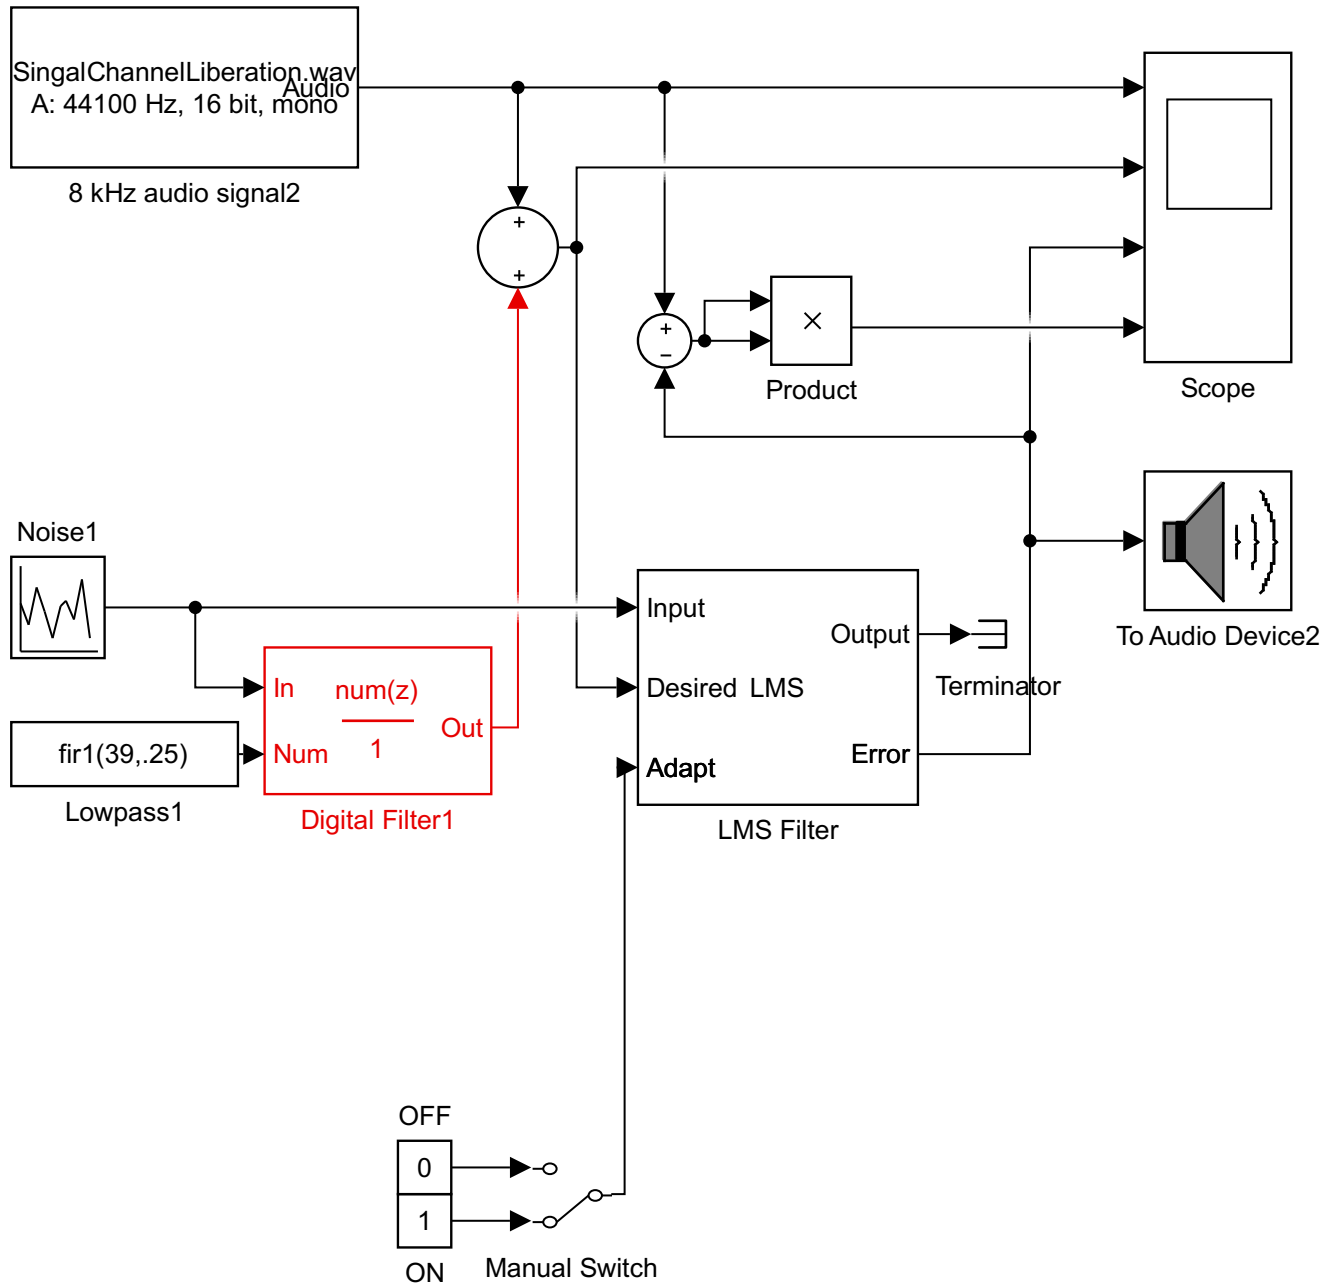 SingalChannelLiberation.wav
Audio
A: 44100 Hz, 16 bit, mono
8 kHz audio signal2
+
+
+
−
×
Product
Scope
Noise1
Input
Output
To Audio Device2
In
num(z)
Out
1
Num
Desired LMS
Terminator
fir1(39,.25)
Adapt
Error
Lowpass1
Digital Filter1
LMS Filter
OFF
0
1
ON
Manual Switch